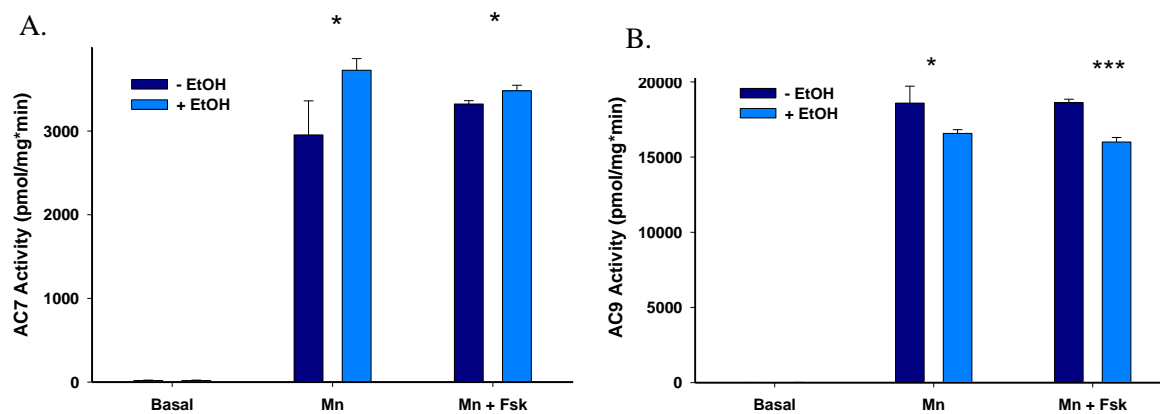 A.
*
*
- EtOH
+ EtOH
AC7 Activity (pmol/mg*min)
3000
2000
1000
0
Basal
Mn
Mn + Fsk
B.
*
***
- EtOH
+ EtOH
AC9 Activity (pmol/mg*min)
20000
15000
10000
5000
0
Basal
Mn
Mn + Fsk